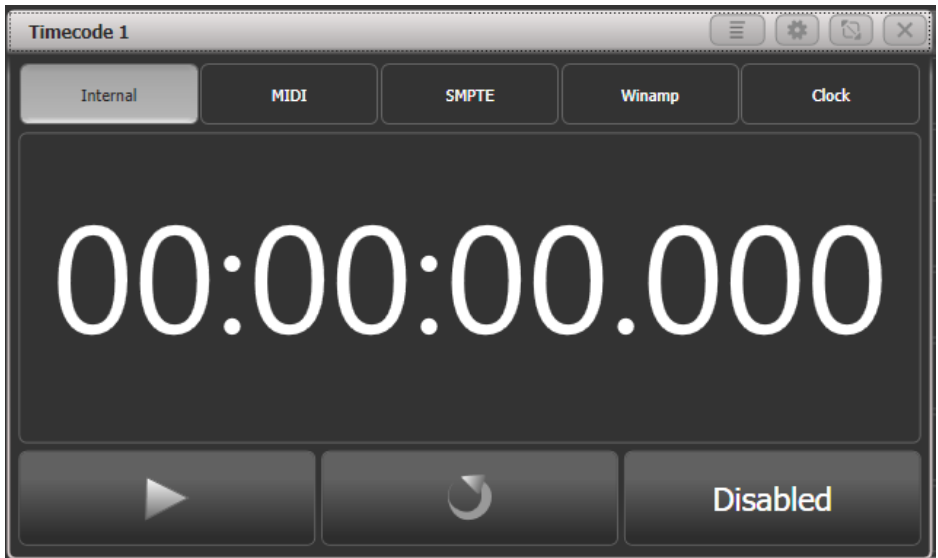 Timecode 1
Internal MIDI SMPTE Winamp Clock
00:00:00.000
Disabled